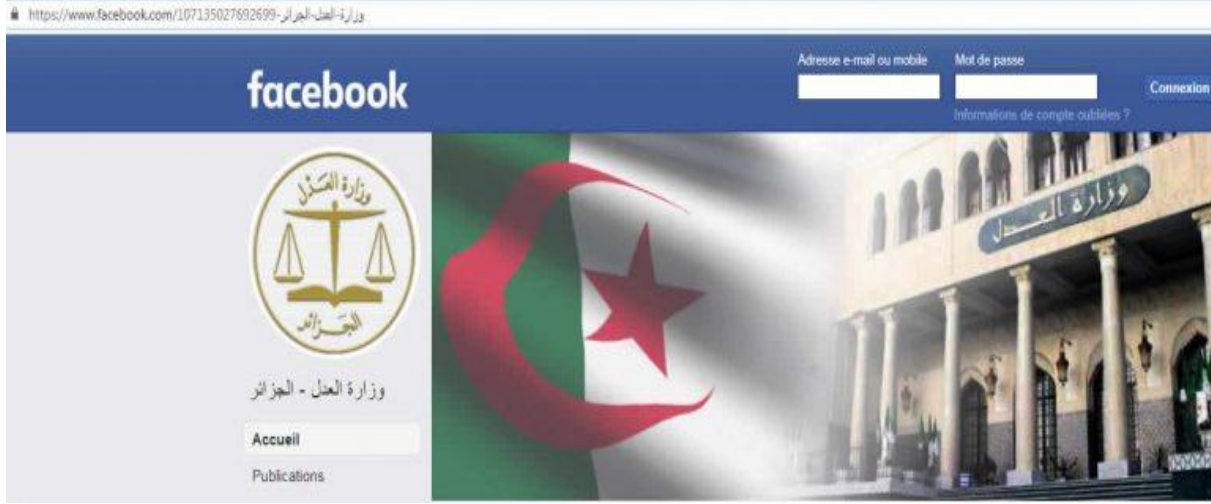 https://www.facebook.com/107135027692699-وزارة-العدل-الجزائر
facebook
Adresse e-mail ou mobile
Mot de passe
Connexion
Informations de compte oubliées ?
وزارة العدل
الجزائر
وزارة العدل
وزارة العدل - الجزائر
Accueil
Publications